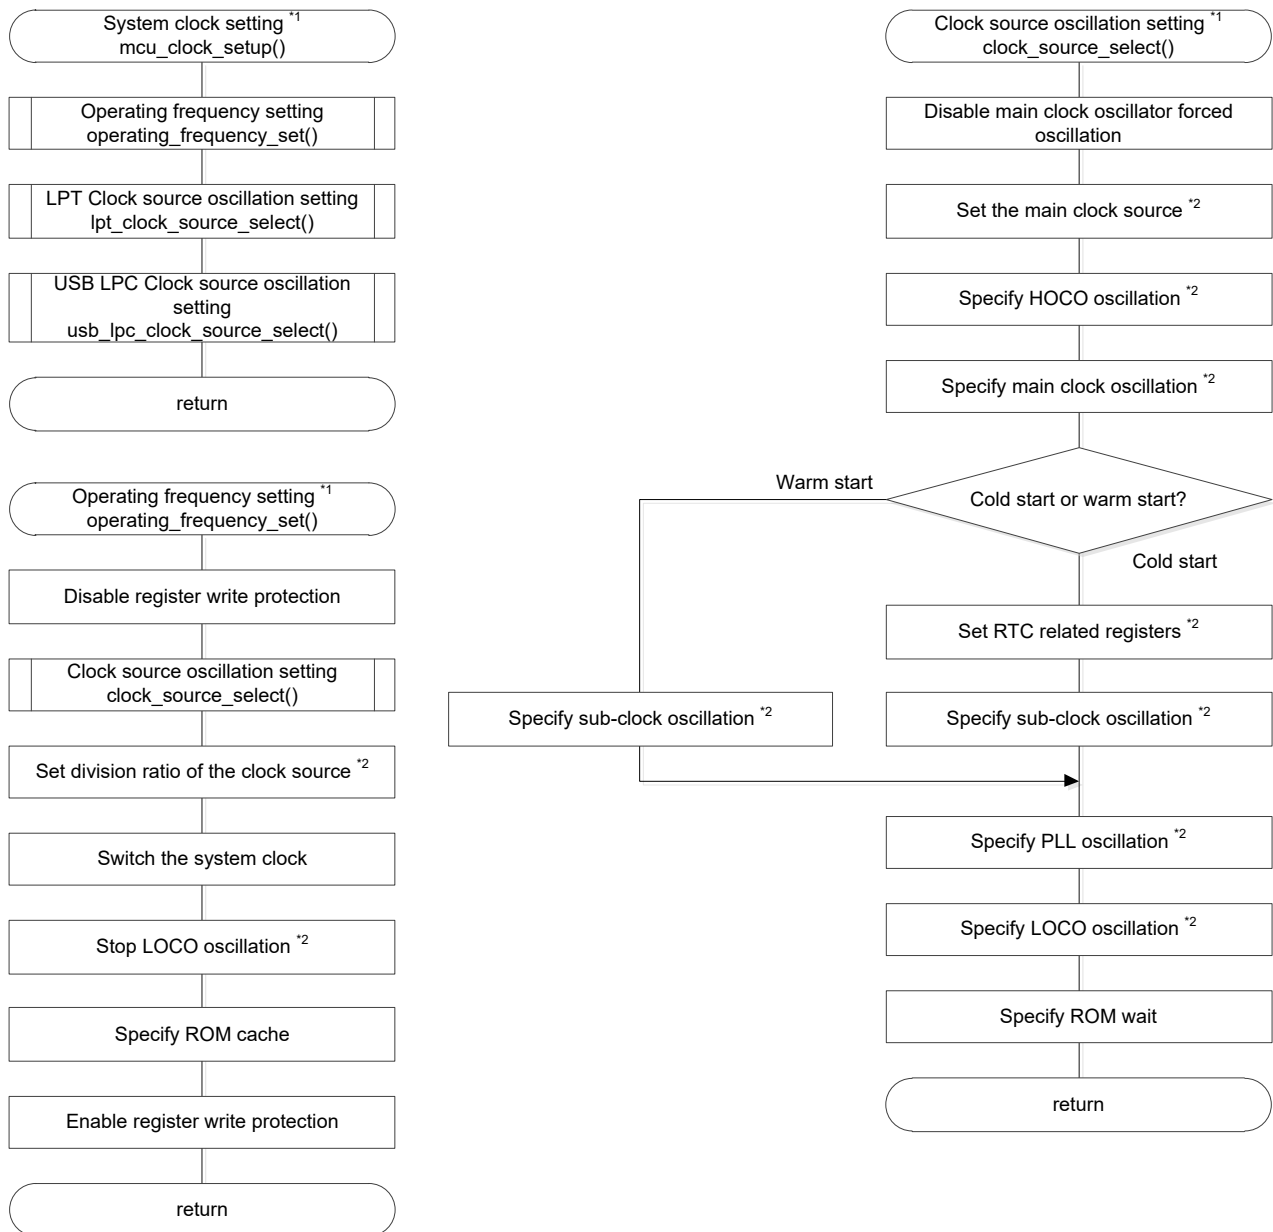 System clock setting *1
mcu_clock_setup()
Operating frequency setting
operating_frequency_set()
LPT Clock source oscillation setting
lpt_clock_source_select()
USB LPC Clock source oscillation
setting
usb_lpc_clock_source_select()
return
Operating frequency setting *1
operating_frequency_set()
Disable register write protection
Clock source oscillation setting
clock_source_select()
Set division ratio of the clock source *2
Switch the system clock
Stop LOCO oscillation *2
Specify ROM cache
Enable register write protection
return
Clock source oscillation setting *1
clock_source_select()
Disable main clock oscillator forced
oscillation
Set the main clock source *2
Specify HOCO oscillation *2
Specify main clock oscillation *2
Cold start or warm start?
Warm start
Cold start
Specify sub-clock oscillation *2
Set RTC related registers *2
Specify sub-clock oscillation *2
Specify PLL oscillation *2
Specify LOCO oscillation *2
Specify ROM wait
return